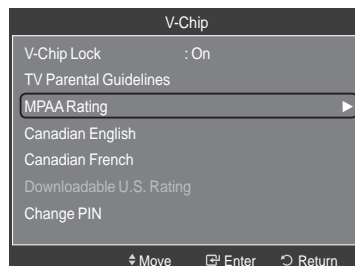 V-Chip
V-Chip Lock : On
TV Parental Guidelines
MPAA Rating
Canadian English
Canadian French
Downloadable U.S. Rating
Change PIN
Move Enter Return